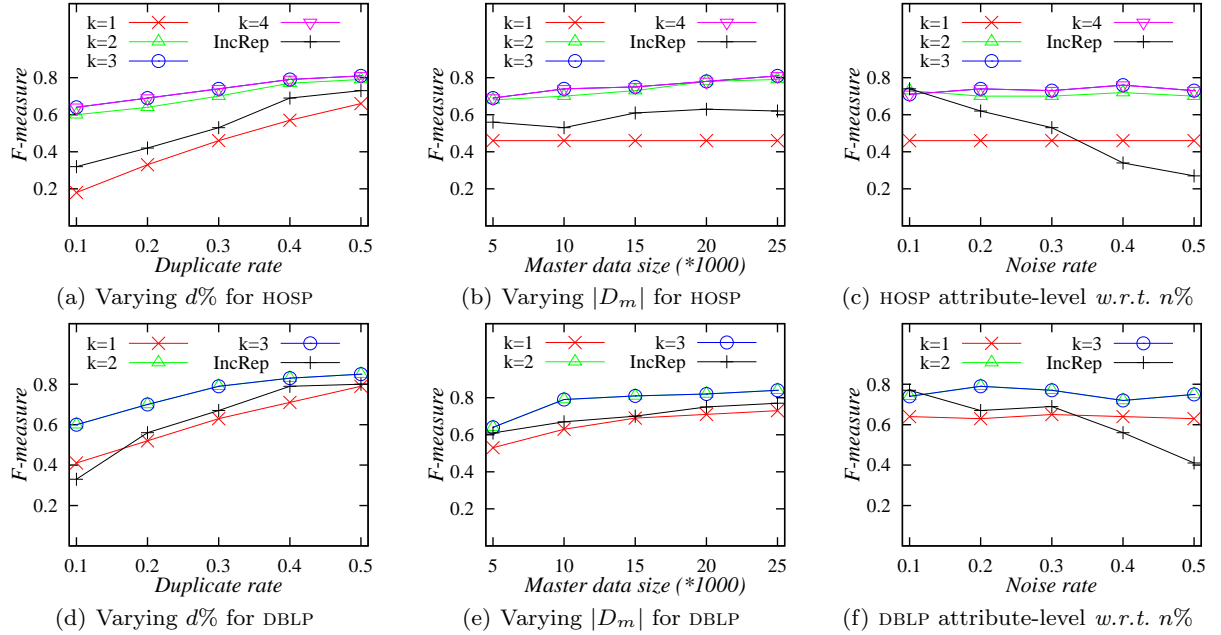 k=1
k=2
k=3
k=4
IncRep
F-measure
0.8
0.6
0.4
0.2
0.1 0.2 0.3 0.4 0.5
Duplicate rate
(a) Varying d% for HOSP
k=1
k=2
k=3
k=4
IncRep
F-measure
0.8
0.6
0.4
0.2
5 10 15 20 25
Master data size (*1000)
(b) Varying |Dm| for HOSP
k=1
k=2
k=3
k=4
IncRep
F-measure
0.8
0.6
0.4
0.2
0.1 0.2 0.3 0.4 0.5
Noise rate
(c) HOSP attribute-level w.r.t. n%
k=1
k=2
k=3
IncRep
F-measure
0.8
0.6
0.4
0.2
0.1 0.2 0.3 0.4 0.5
Duplicate rate
(d) Varying d% for DBLP
k=1
k=2
k=3
IncRep
F-measure
0.8
0.6
0.4
0.2
5 10 15 20 25
Master data size (*1000)
(e) Varying |Dm| for DBLP
k=1
k=2
k=3
IncRep
F-measure
0.8
0.6
0.4
0.2
0.1 0.2 0.3 0.4 0.5
Noise rate
(f) DBLP attribute-level w.r.t. n%